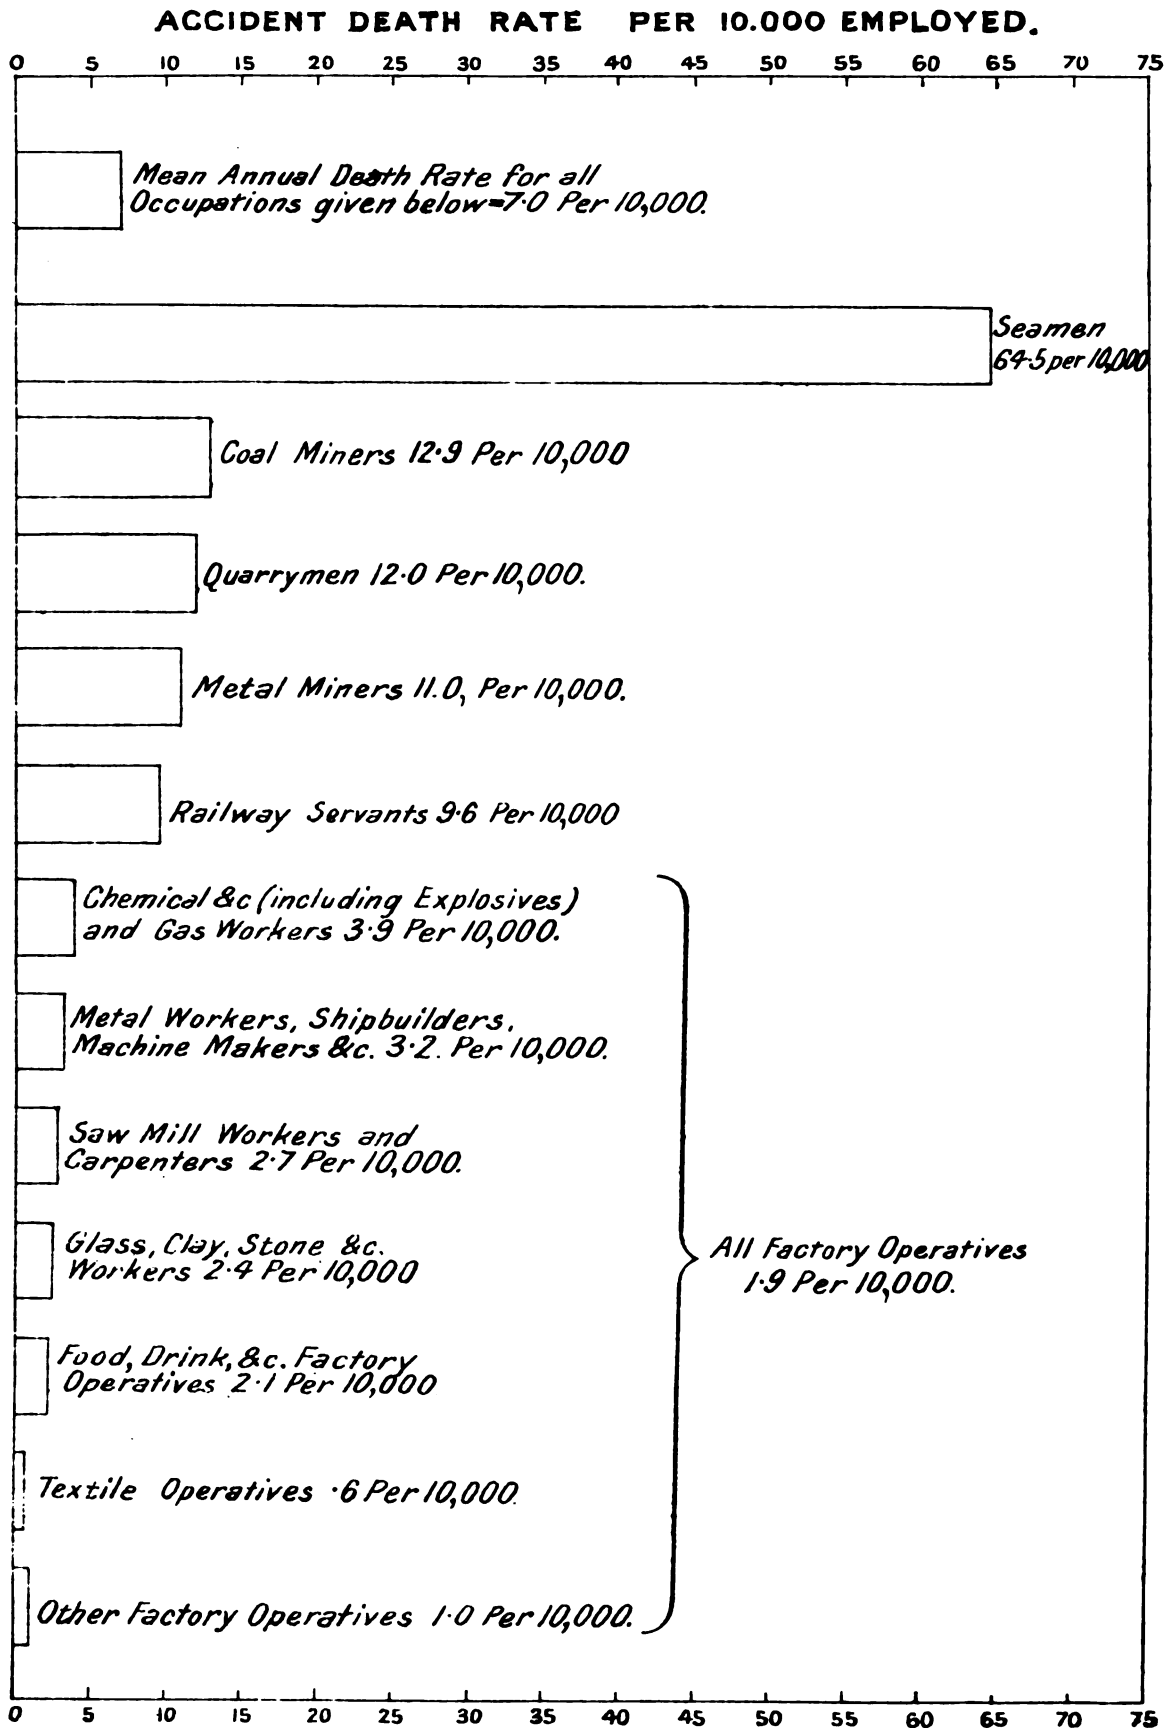 ACCIDENT DEATH RATE PER 10.000 EMPLOYED.
0 5 10 15 20 25 30 35 40 45 50 55 60 65 70 75
Mean Annual Death Rate for all
Occupations given below=7·0 Per 10,000.
Seamen
64·5 per 10,000
Coal Miners 12·9 Per 10,000
Quarrymen 12·0 Per 10,000.
Metal Miners 11.0, Per 10,000.
Railway Servants 9·6 Per 10,000
Chemical &c (including Explosives)
and Gas Workers 3·9 Per 10,000.
Metal Workers, Shipbuilders,
Machine Makers &c. 3·2. Per 10,000.
Saw Mill Workers and
Carpenters 2·7 Per 10,000.
Glass, Clay, Stone &c.
Workers 2·4 Per 10,000
All Factory Operatives
1·9 Per 10,000.
Food, Drink, &c. Factory
Operatives 2·1 Per 10,000
Textile Operatives ·6 Per 10,000.
Other Factory Operatives 1·0 Per 10,000.
0 5 10 15 20 25 30 35 40 45 50 55 60 65 70 75